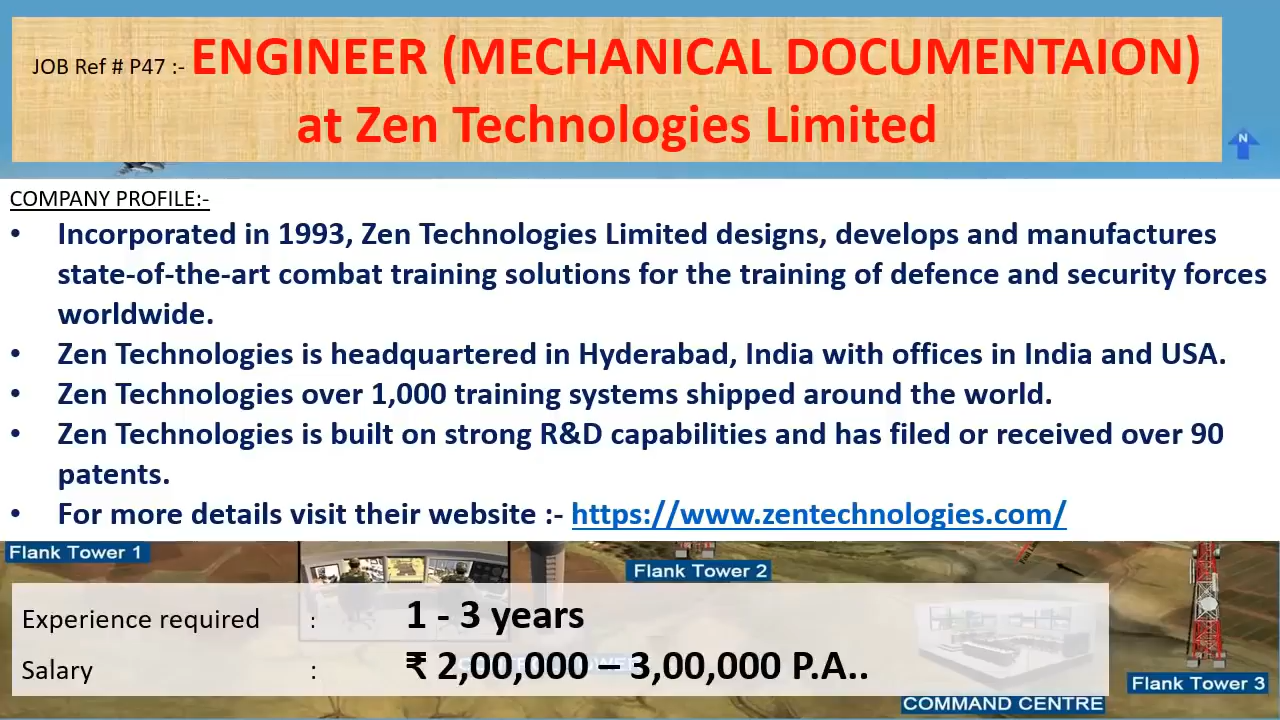 JOB Ref # P47 :- ENGINEER (MECHANICAL DOCUMENTAION)
at Zen Technologies Limited
N
COMPANY PROFILE:-
• Incorporated in 1993, Zen Technologies Limited designs, develops and manufactures
state-of-the-art combat training solutions for the training of defence and security forces
worldwide.
• Zen Technologies is headquartered in Hyderabad, India with offices in India and USA.
• Zen Technologies over 1,000 training systems shipped around the world.
• Zen Technologies is built on strong R&D capabilities and has filed or received over 90
patents.
• For more details visit their website :- https://www.zentechnologies.com/
Flank Tower 1
Flank Tower 2
Experience required : 1 - 3 years
Salary : ₹ 2,00,000 – 3,00,000 P.A..
Flank Tower 3
COMMAND CENTRE